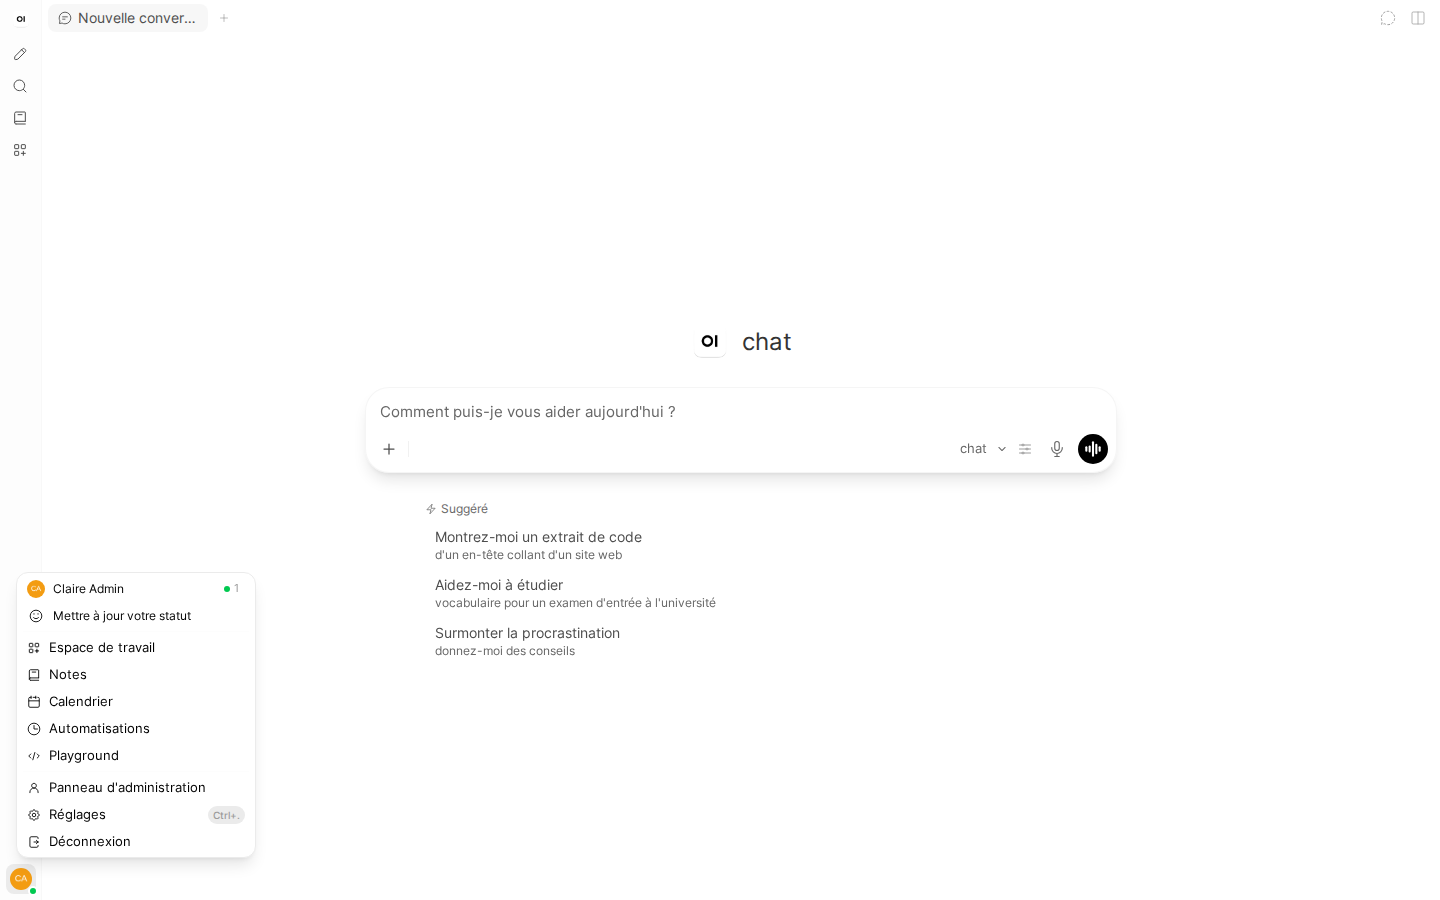 OI
Nouvelle conver...
OI chat
Comment puis-je vous aider aujourd'hui ?
chat
Suggéré
Montrez-moi un extrait de code
d'un en-tête collant d'un site web
Aidez-moi à étudier
vocabulaire pour un examen d'entrée à l'université
Surmonter la procrastination
donnez-moi des conseils
CA Claire Admin 1
Mettre à jour votre statut
Espace de travail
Notes
Calendrier
Automatisations
Playground
Panneau d'administration
Réglages Ctrl+.
Déconnexion
CA